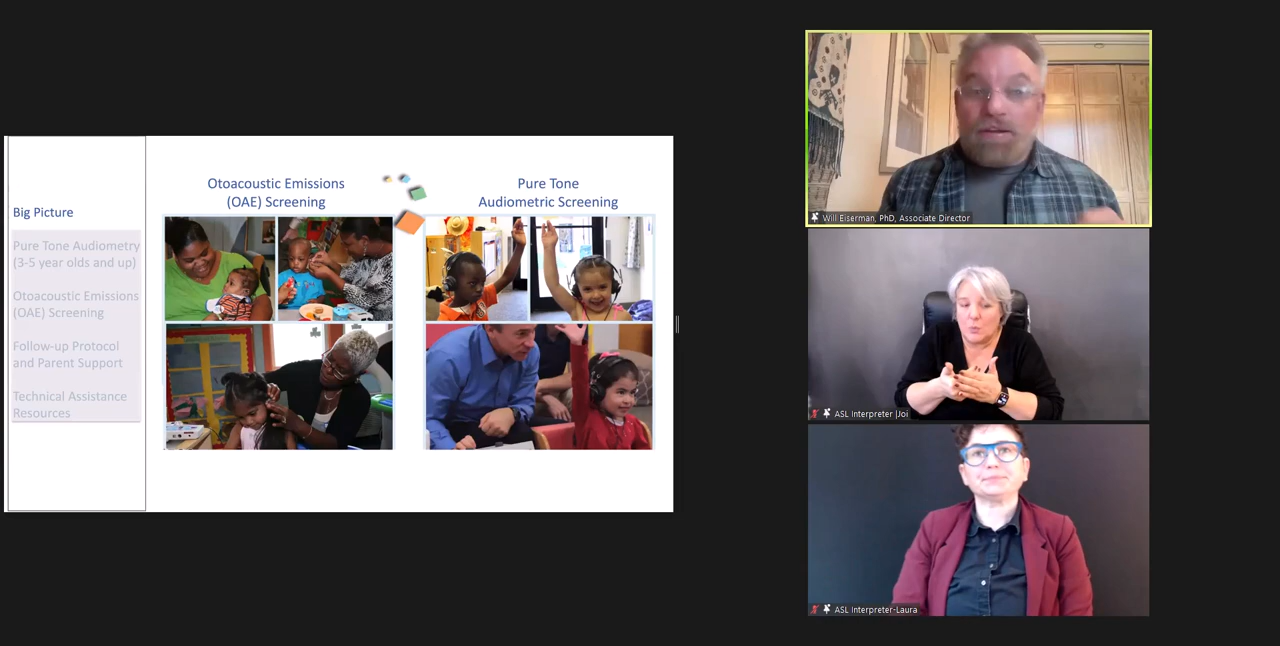 Big Picture
Pure Tone Audiometry
(3-5 year olds and up)
Otoacoustic Emissions
(OAE) Screening
Follow-up Protocol
and Parent Support
Technical Assistance
Resources
Otoacoustic Emissions
(OAE) Screening
Pure Tone
Audiometric Screening
Will Eiserman, PhD, Associate Director
ASL Interpreter |Joi
ASL Interpreter-Laura